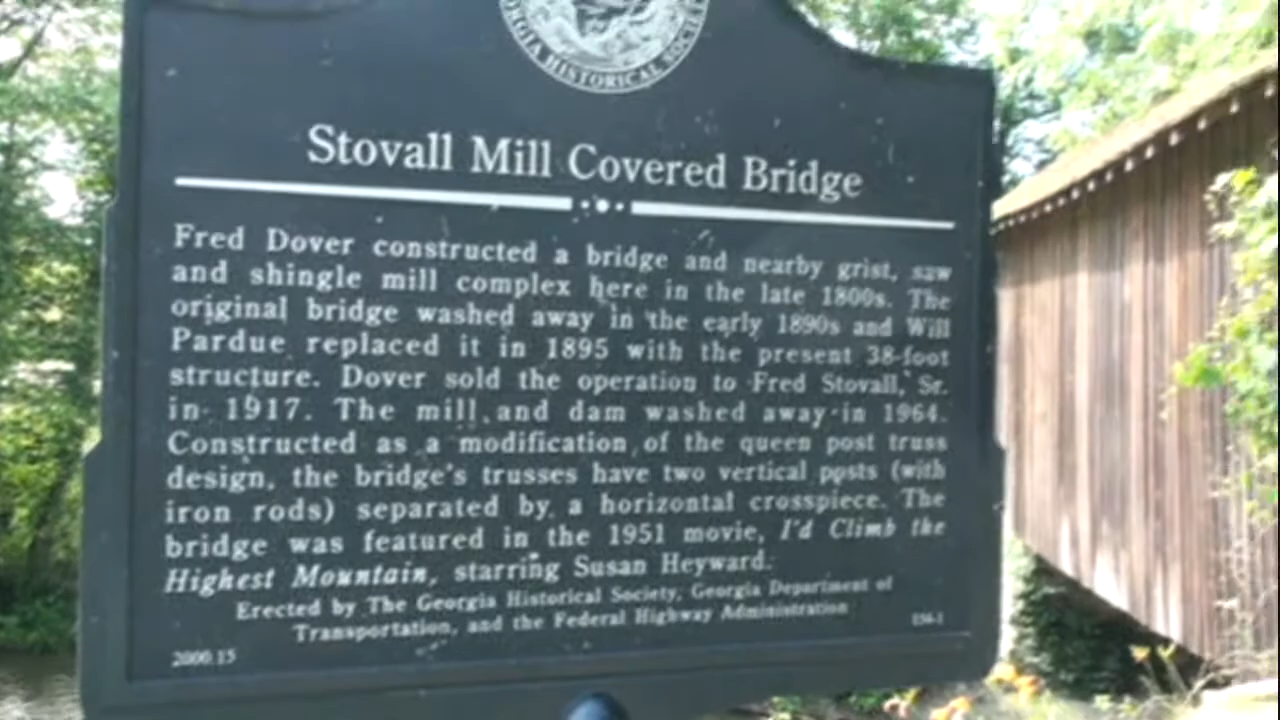 GEORGIA HISTORICAL SOCIETY
Stovall Mill Covered Bridge
Fred Dover constructed a bridge and nearby grist, saw
and shingle mill complex here in the late 1800s. The
original bridge washed away in the early 1890s and Will
Pardue replaced it in 1895 with the present 38-foot
structure. Dover sold the operation to Fred Stovall, Sr.
in 1917. The mill and dam washed away in 1964.
Constructed as a modification of the queen post truss
design, the bridge's trusses have two vertical posts (with
iron rods) separated by a horizontal crosspiece. The
bridge was featured in the 1951 movie, I'd Climb the
Highest Mountain, starring Susan Heyward.
Erected by The Georgia Historical Society, Georgia Department of
Transportation, and the Federal Highway Administration
154-1
2000.15